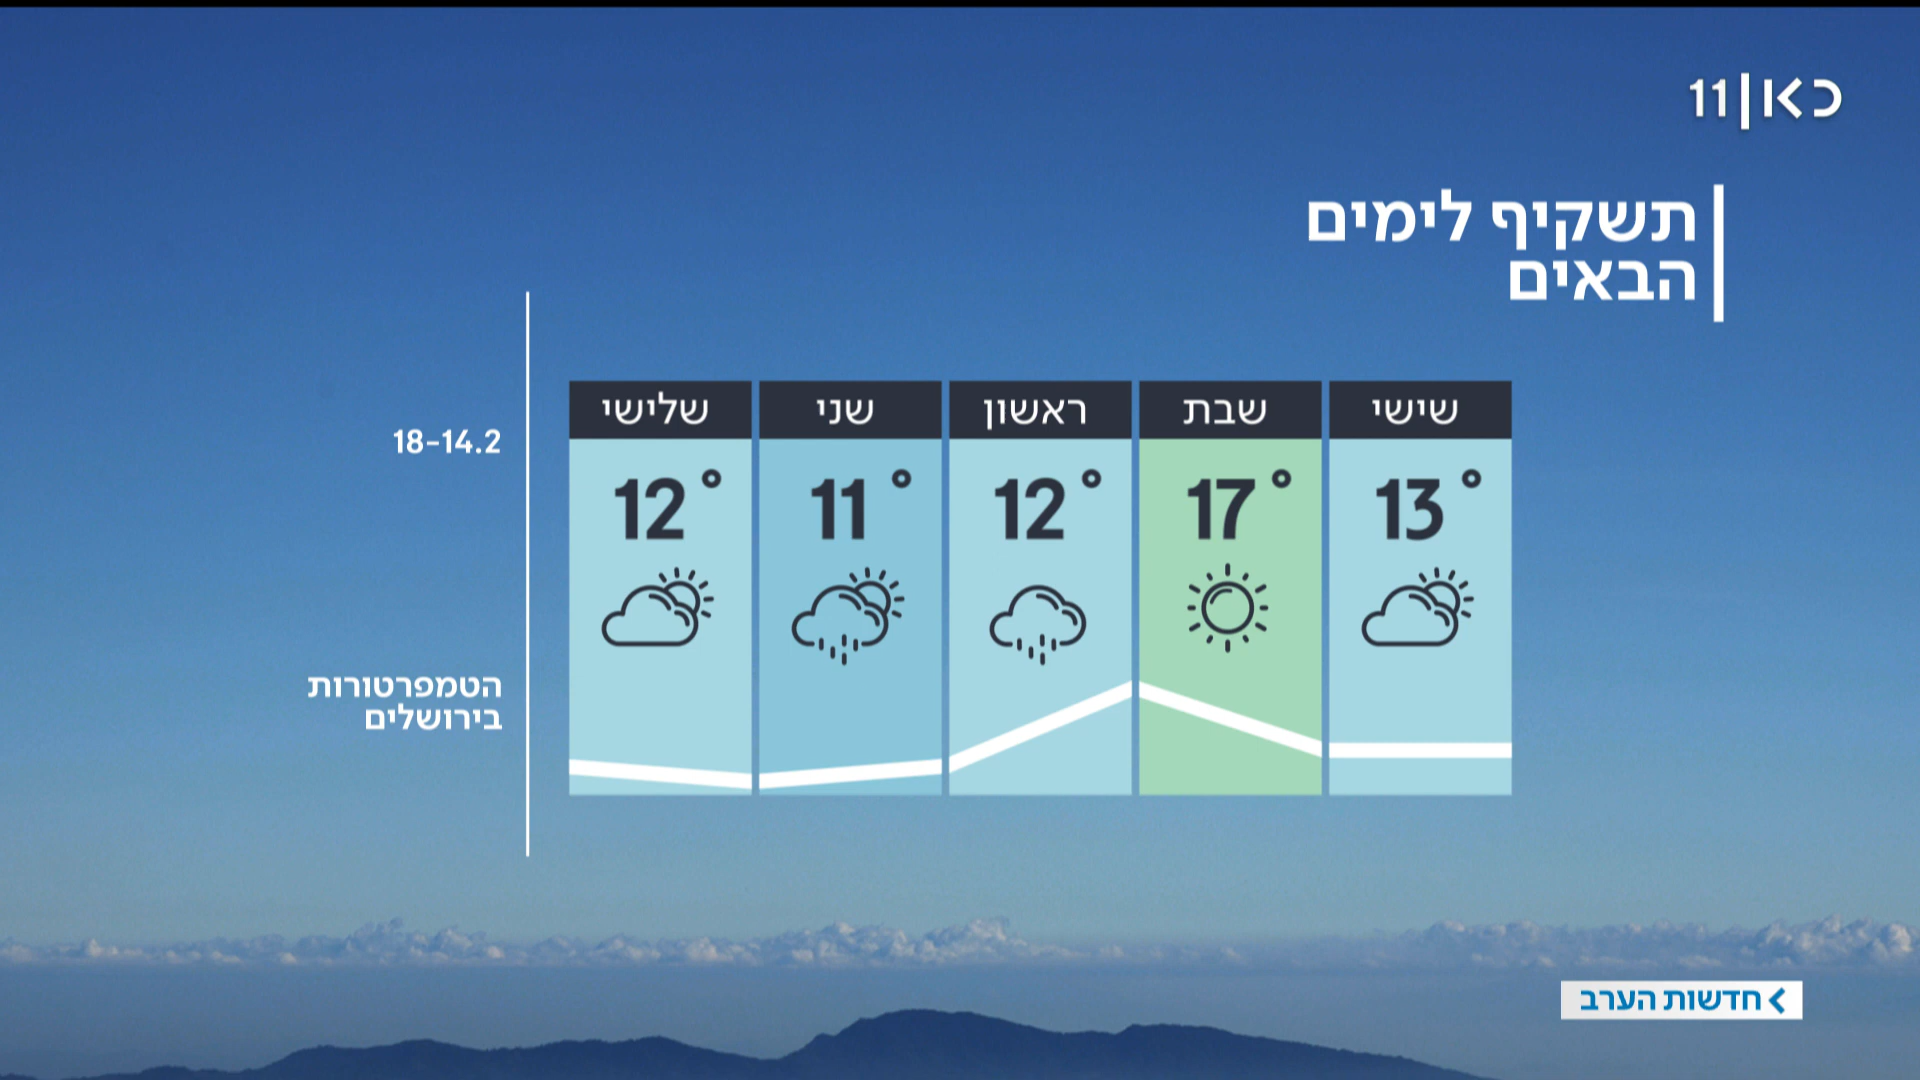 כאן|11
תשקיף לימים
הבאים
שישי
שבת
ראשון
שני
שלישי
13°
17°
12°
11°
12°
18-14.2
הטמפרטורות
בירושלים
חדשות הערב